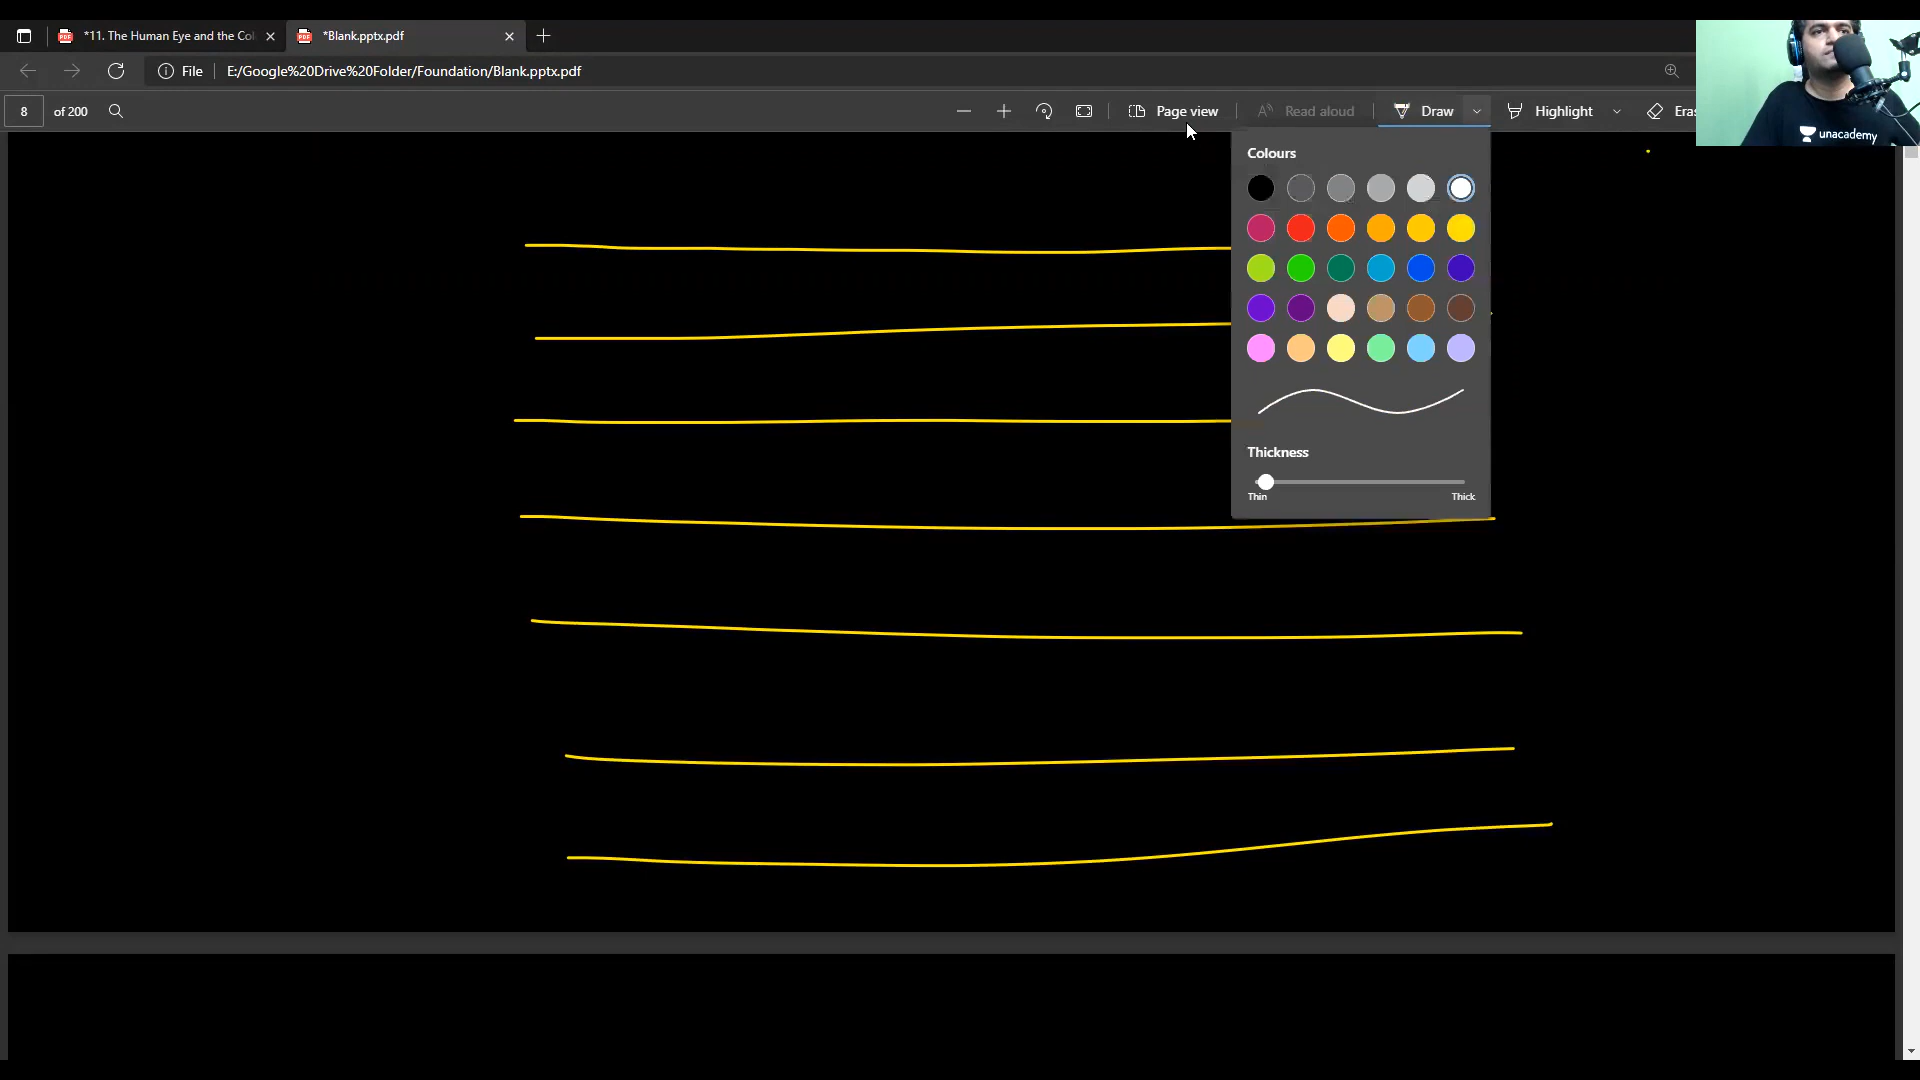 *11. The Human Eye and the Col
*Blank.pptx.pdf
File
E:/Google%20Drive%20Folder/Foundation/Blank.pptx.pdf
8 of 200
Page view
Read aloud
Draw
Highlight
Eras
unacademy
Colours
Thickness
Thin
Thick